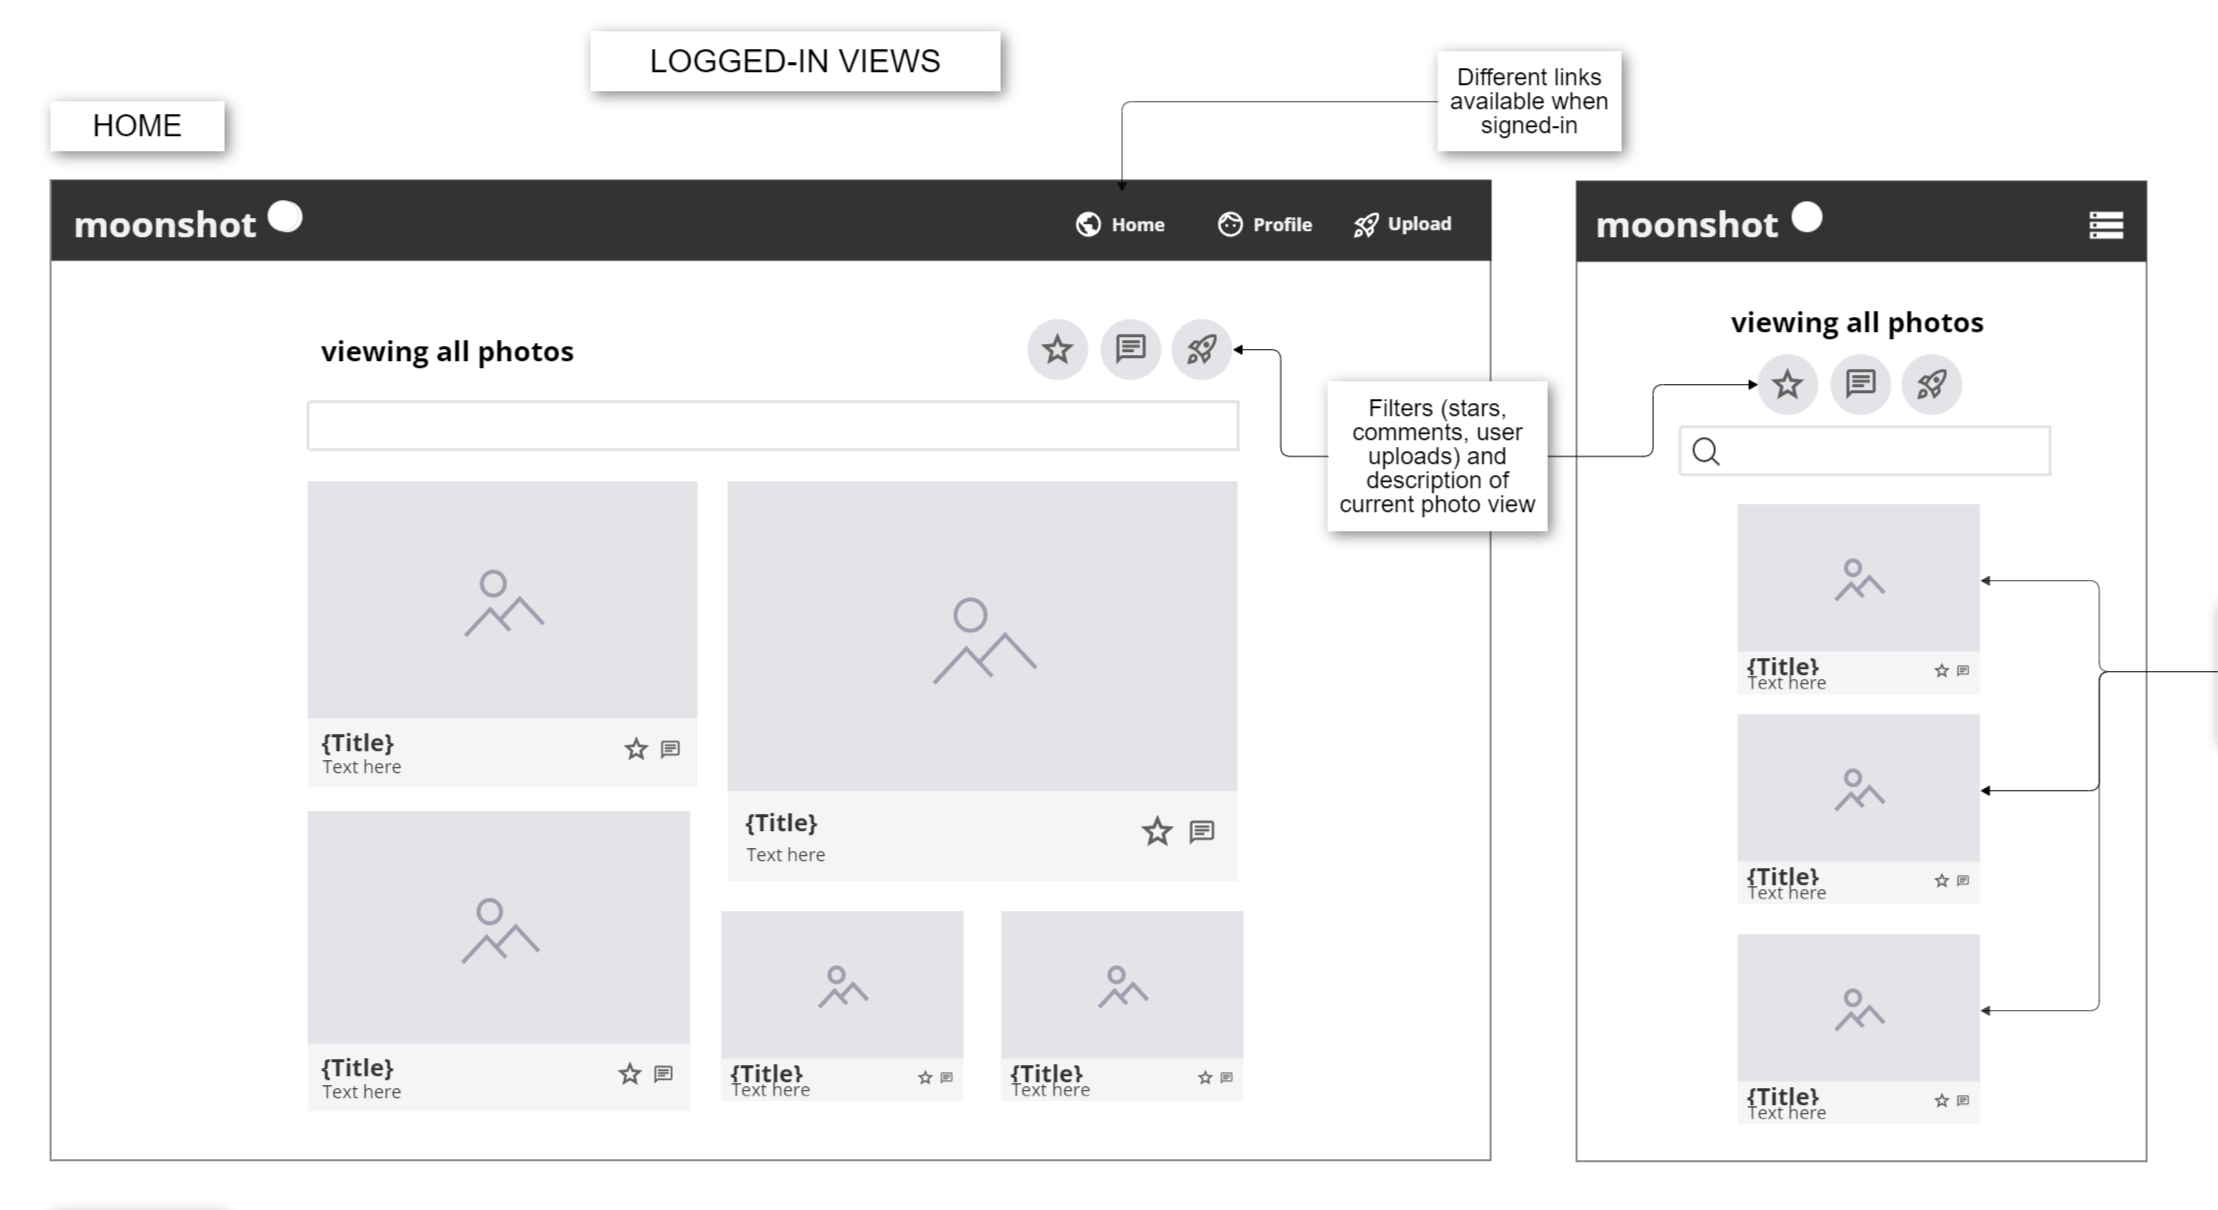 LOGGED-IN VIEWS
Different links
available when
signed-in
HOME
moonshot
Home
Profile
Upload
viewing all photos
Filters (stars,
comments, user
uploads) and
description of
current photo view
{Title}
Text here
{Title}
Text here
{Title}
Text here
{Title}
Text here
{Title}
Text here
moonshot
viewing all photos
{Title}
Text here
{Title}
Text here
{Title}
Text here